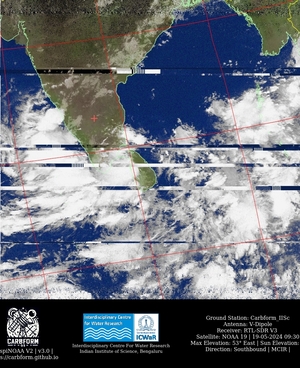 CARBFORM
Interdisciplinary Centre
for Water Research
ICWaR
spiNOAA V2 | v3.0 |
s://carbform.github.io
Interdisciplinary Centre For Water Research
Indian Institute of Science, Bengaluru
Ground Station: Carbform_IISc
Antenna: V-Dipole
Receiver: RTL-SDR V3
Satellite: NOAA 19 | 19-05-2024 09:30
Max Elevation: 53° East | Sun Elevation:
Direction: Southbound | MCIR |